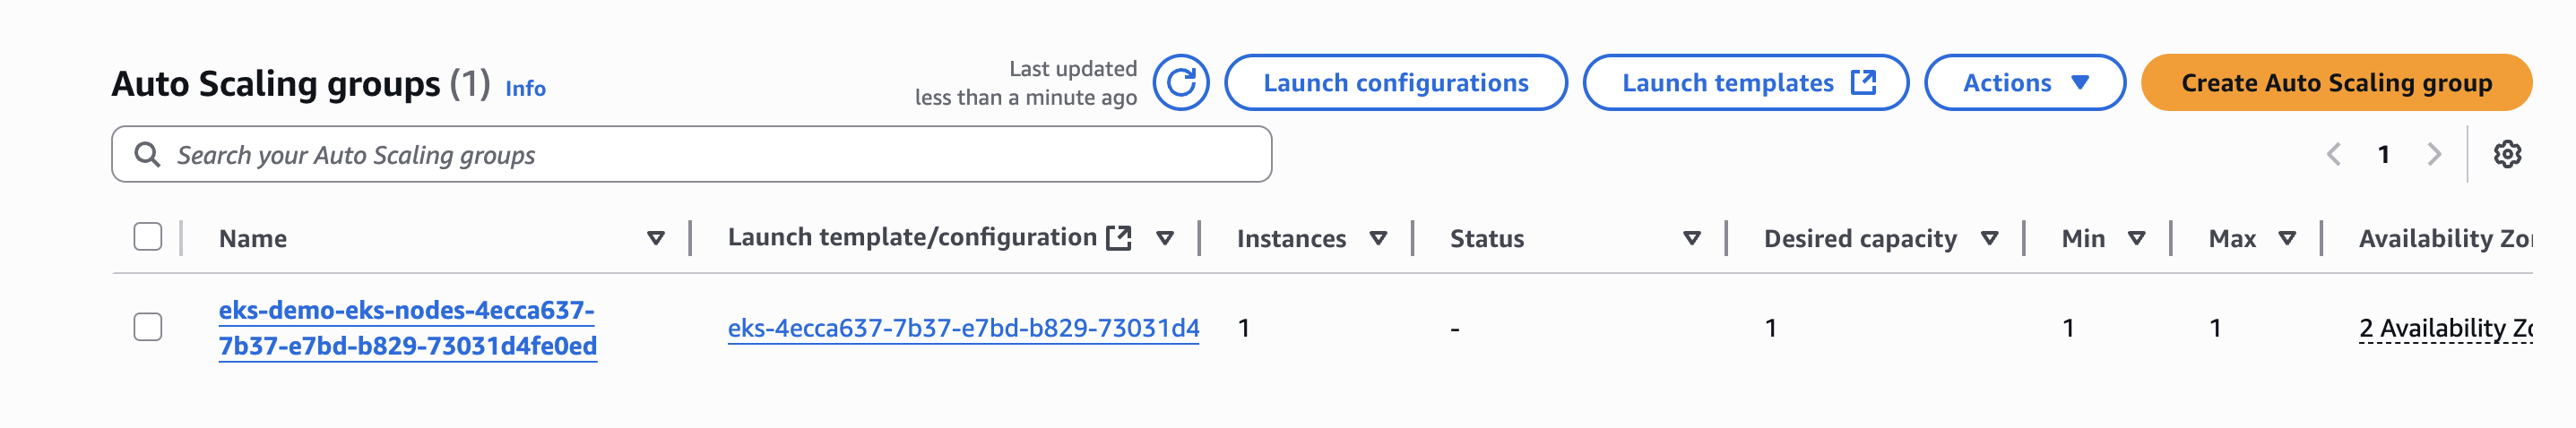 Auto Scaling groups (1) Info
Last updated
less than a minute ago
Launch configurations
Launch templates
Actions
Create Auto Scaling group
Search your Auto Scaling groups
1
Name Launch template/configuration Instances Status Desired capacity Min Max Availability Zo
eks-demo-eks-nodes-4ecca637-
7b37-e7bd-b829-73031d4fe0ed
eks-4ecca637-7b37-e7bd-b829-73031d4 1 - 1 1 1 2 Availability Zo